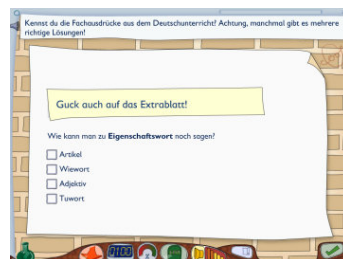 Kennst du die Fachausdrücke aus dem Deutschunterricht? Achtung, manchmal gibt es mehrere
richtige Lösungen!
Guck auch auf das Extrablatt!
Wie kann man zu Eigenschaftswort noch sagen?
Artikel
Wiewort
Adjektiv
Tuwort